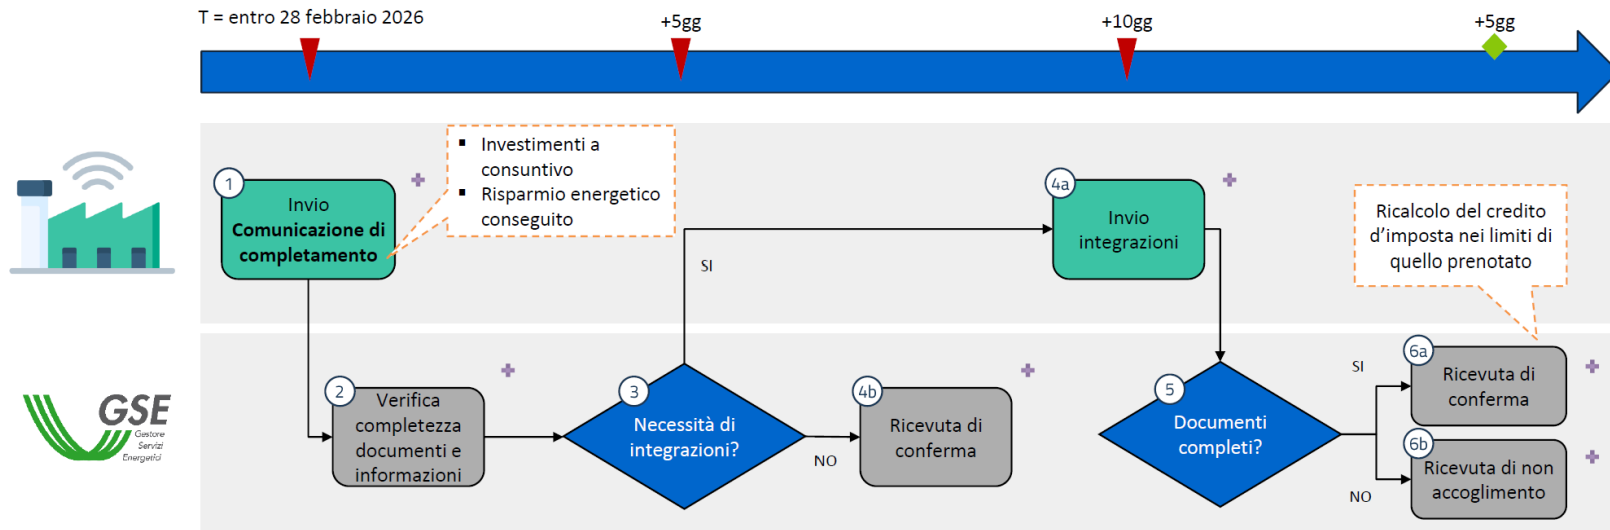 T = entro 28 febbraio 2026
+5gg
+10gg
+5gg
1
Invio
Comunicazione di
completamento
▪ Investimenti a
consuntivo
▪ Risparmio energetico
conseguito
4a
Invio
integrazioni
Ricalcolo del credito
d'imposta nei limiti di
quello prenotato
SI
GSE
Gestore
Servizi
Energetici
2
Verifica
completezza
documenti e
informazioni
3
Necessità di
integrazioni?
NO
4b
Ricevuta di
conferma
5
Documenti
completi?
SI
NO
6a
Ricevuta di
conferma
6b
Ricevuta di non
accoglimento